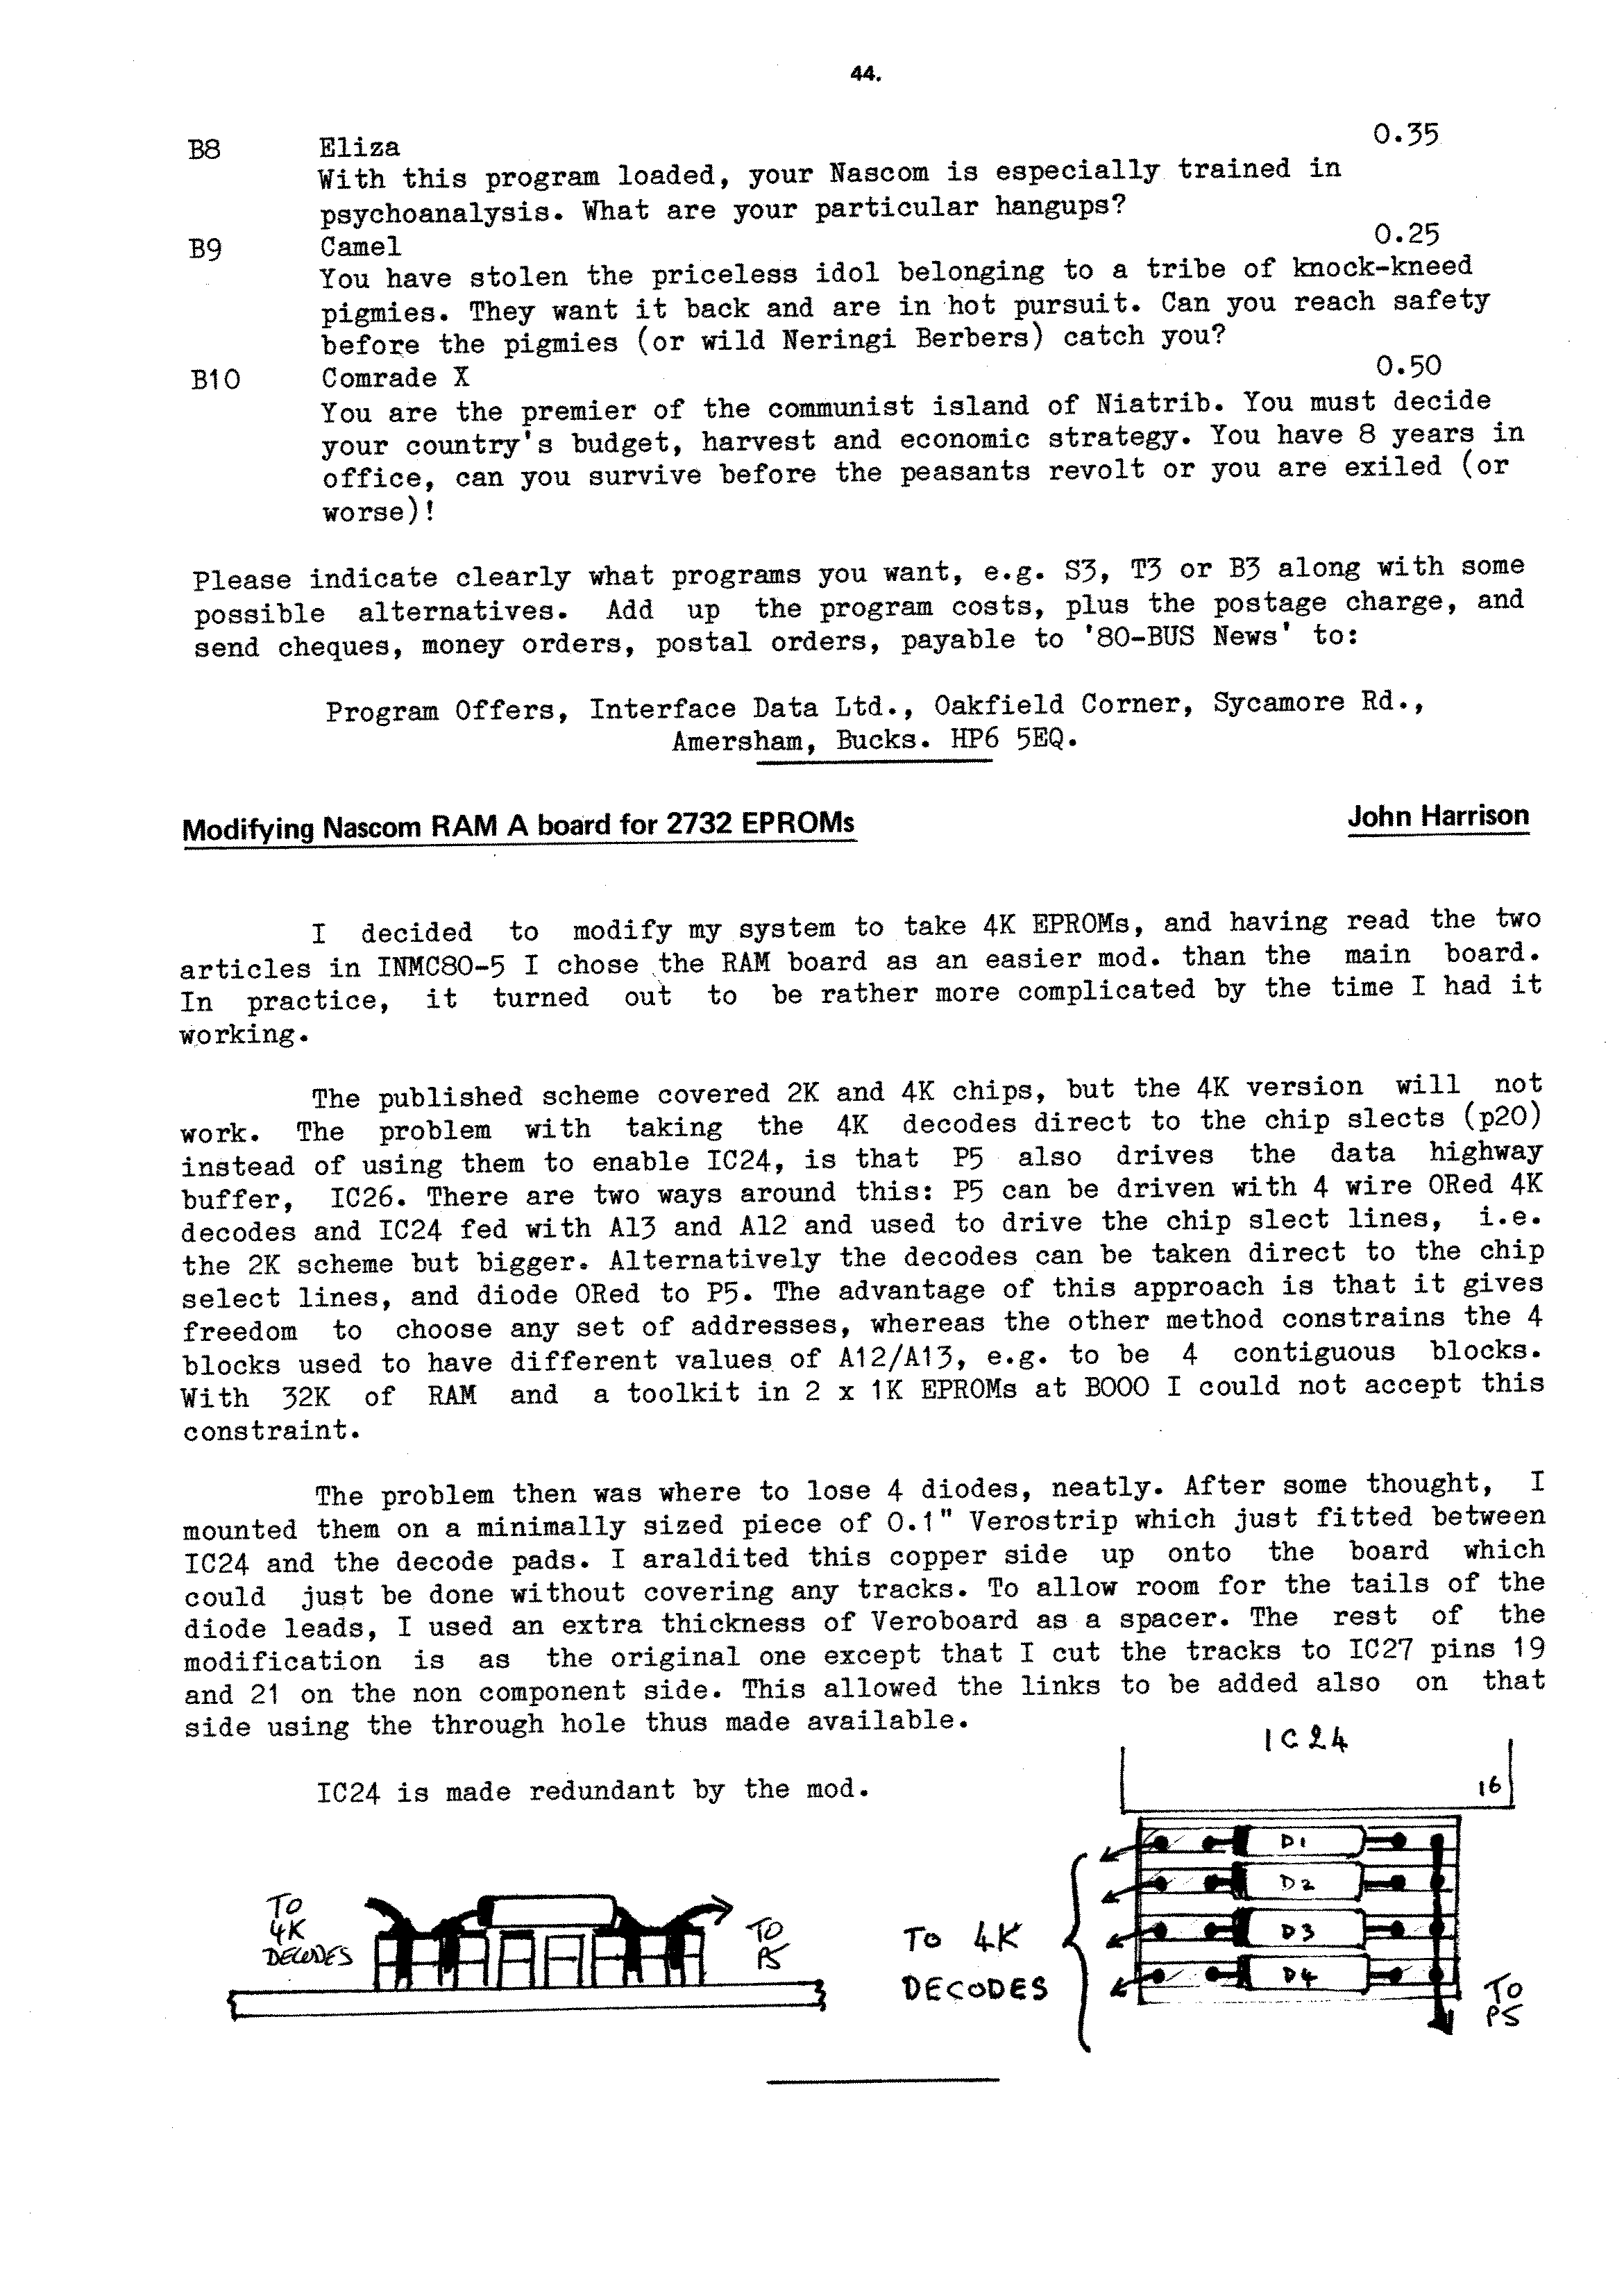 44.
B8 Eliza 0.35
With this program loaded, your Nascom is especially trained in
psychoanalysis. What are your particular hangups?
B9 Camel 0.25
You have stolen the priceless idol belonging to a tribe of knock-kneed
pigmies. They want it back and are in hot pursuit. Can you reach safety
before the pigmies (or wild Neringi Berbers) catch you?
B10 Comrade X 0.50
You are the premier of the communist island of Niatrib. You must decide
your country's budget, harvest and economic strategy. You have 8 years in
office, can you survive before the peasants revolt or you are exiled (or
worse)!
Please indicate clearly what programs you want, e.g. S3, T3 or B3 along with some
possible alternatives. Add up the program costs, plus the postage charge, and
send cheques, money orders, postal orders, payable to '80-BUS News' to:
Program Offers, Interface Data Ltd., Oakfield Corner, Sycamore Rd.,
Amersham, Bucks. HP6 5EQ.
Modifying Nascom RAM A board for 2732 EPROMs John Harrison
I decided to modify my system to take 4K EPROMs, and having read the two
articles in INMC80-5 I chose the RAM board as an easier mod. than the main board.
In practice, it turned out to be rather more complicated by the time I had it
working.
The published scheme covered 2K and 4K chips, but the 4K version will not
work. The problem with taking the 4K decodes direct to the chip slects (p20)
instead of using them to enable IC24, is that P5 also drives the data highway
buffer, IC26. There are two ways around this: P5 can be driven with 4 wire ORed 4K
decodes and IC24 fed with A13 and A12 and used to drive the chip slect lines, i.e.
the 2K scheme but bigger. Alternatively the decodes can be taken direct to the chip
select lines, and diode ORed to P5. The advantage of this approach is that it gives
freedom to choose any set of addresses, whereas the other method constrains the 4
blocks used to have different values of A12/A13, e.g. to be 4 contiguous blocks.
With 32K of RAM and a toolkit in 2 x 1K EPROMs at B000 I could not accept this
constraint.
The problem then was where to lose 4 diodes, neatly. After some thought, I
mounted them on a minimally sized piece of 0.1" Verostrip which just fitted between
IC24 and the decode pads. I araldited this copper side up onto the board which
could just be done without covering any tracks. To allow room for the tails of the
diode leads, I used an extra thickness of Veroboard as a spacer. The rest of the
modification is as the original one except that I cut the tracks to IC27 pins 19
and 21 on the non component side. This allowed the links to be added also on that
side using the through hole thus made available.
IC24 is made redundant by the mod.
IC24
16
D1
D2
D3
D4
TO 4K
DECODES
TO
P5
TO
4K
DECODES
TO
P5